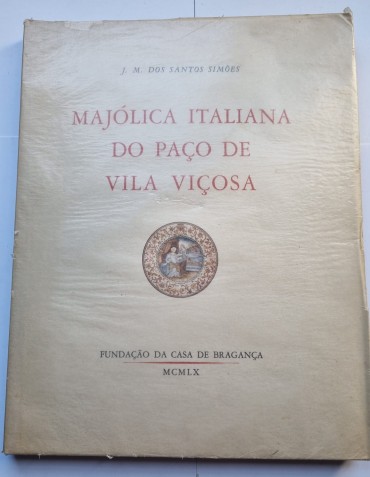 J. M. DOS SANTOS SIMÕES
MAJÓLICA ITALIANA
DO PAÇO DE
VILA VIÇOSA
FUNDAÇÃO DA CASA DE BRAGANÇA
MCMLX